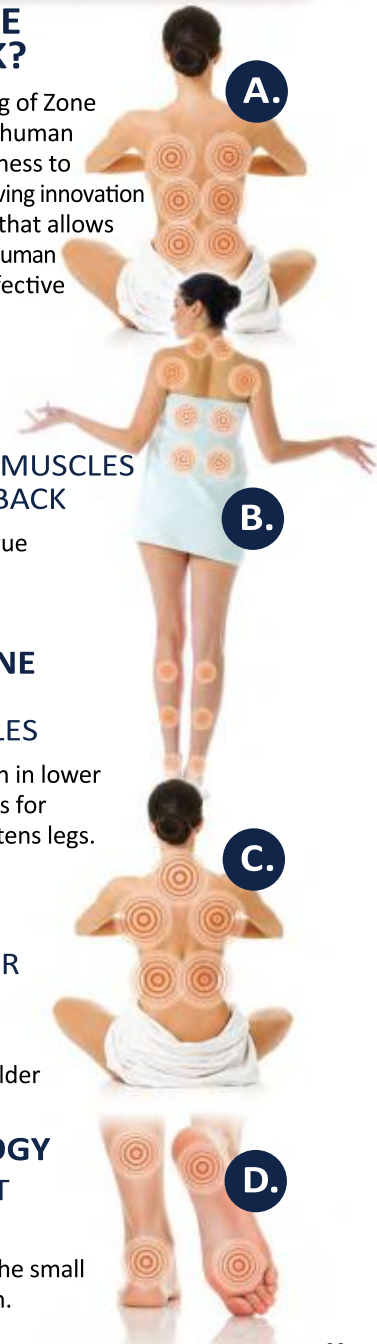 E
K?
A.
g of Zone
human
ness to
ving innovation
that allows
uman
fective
MUSCLES
BACK
B.
ue
NE
LES
n in lower
s for
tens legs.
C.
R
lder
OGY
D.
T
he small
n.